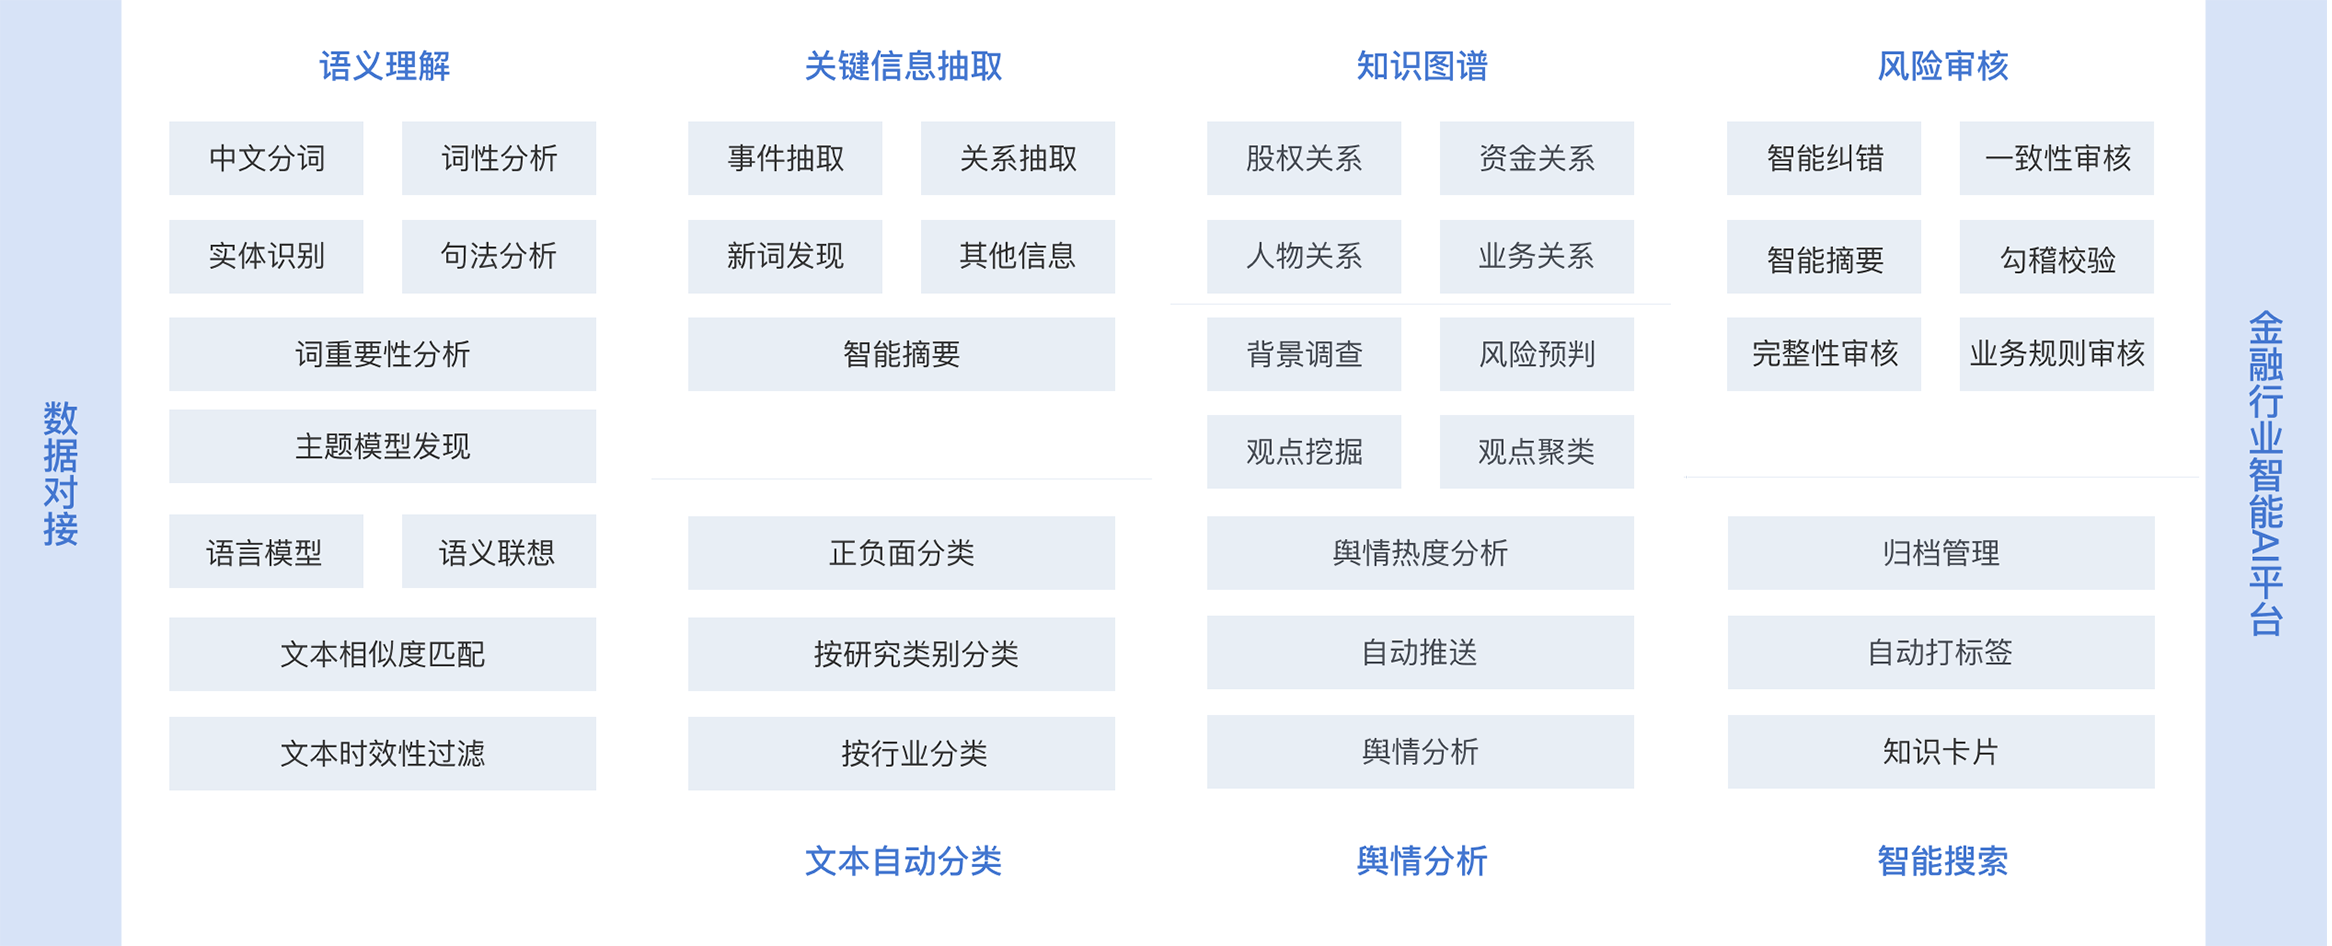 数据对接
语义理解
中文分词
词性分析
实体识别
句法分析
词重要性分析
主题模型发现
语言模型
语义联想
文本相似度匹配
文本时效性过滤
关键信息抽取
事件抽取
关系抽取
新词发现
其他信息
智能摘要
正负面分类
按研究类别分类
按行业分类
文本自动分类
知识图谱
股权关系
资金关系
人物关系
业务关系
背景调查
风险预判
观点挖掘
观点聚类
舆情热度分析
自动推送
舆情分析
舆情分析
风险审核
智能纠错
一致性审核
智能摘要
勾稽校验
完整性审核
业务规则审核
归档管理
自动打标签
知识卡片
智能搜索
金融行业智能AI平台